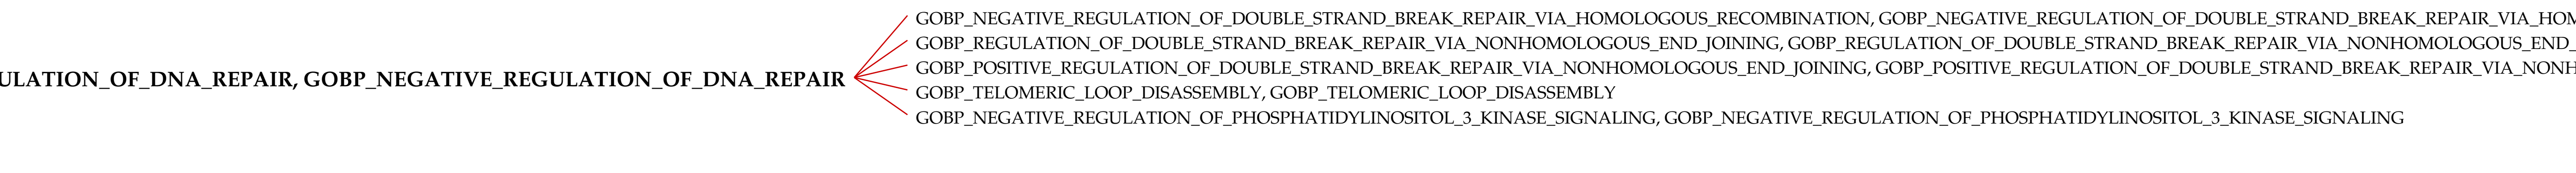 GOBP_NEGATIVE_REGULATION_OF_DOUBLE_STRAND_BREAK_REPAIR_VIA_HOMOLOGOUS_RECOMBINATION, GOBP_NEGATIVE_REGULATION_OF_DOUBLE_STRAND_BREAK_REPAIR_VIA_HOM
GOBP_REGULATION_OF_DOUBLE_STRAND_BREAK_REPAIR_VIA_NONHOMOLOGOUS_END_JOINING, GOBP_REGULATION_OF_DOUBLE_STRAND_BREAK_REPAIR_VIA_NONHOMOLOGOUS_END_
GOBP_POSITIVE_REGULATION_OF_DOUBLE_STRAND_BREAK_REPAIR_VIA_NONHOMOLOGOUS_END_JOINING, GOBP_POSITIVE_REGULATION_OF_DOUBLE_STRAND_BREAK_REPAIR_VIA_NONH
ULATION_OF_DNA_REPAIR, GOBP_NEGATIVE_REGULATION_OF_DNA_REPAIR
GOBP_TELOMERIC_LOOP_DISASSEMBLY, GOBP_TELOMERIC_LOOP_DISASSEMBLY
GOBP_NEGATIVE_REGULATION_OF_PHOSPHATIDYLINOSITOL_3_KINASE_SIGNALING, GOBP_NEGATIVE_REGULATION_OF_PHOSPHATIDYLINOSITOL_3_KINASE_SIGNALING